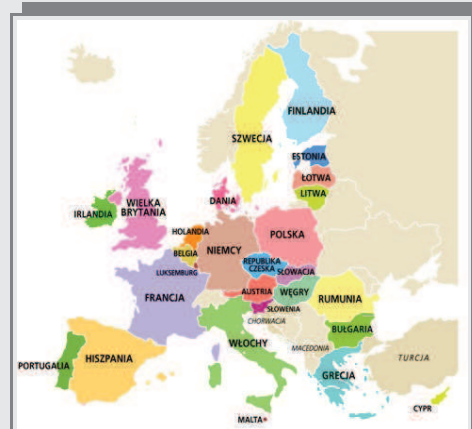 FINLANDIA
SZWECJA
ESTONIA
ŁOTWA
LITWA
DANIA
IRLANDIA
WIELKA
BRYTANIA
HOLANDIA
BELGIA
NIEMCY
POLSKA
LUKSEMBURG
REPUBLIKA
CZESKA
SŁOWACJA
FRANCJA
AUSTRIA
WĘGRY
SŁOWENIA
RUMUNIA
CHORWACJA
WŁOCHY
BUŁGARIA
MACEDONIA
PORTUGALIA
HISZPANIA
GRECJA
TURCJA
CYPR
MALTA